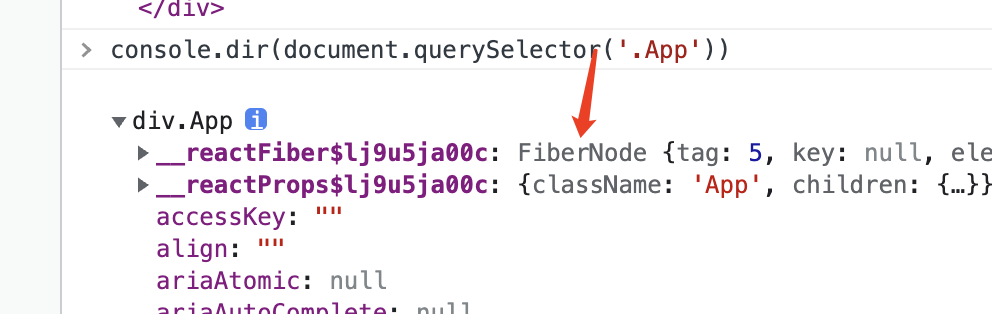 </div>
> console.dir(document.querySelector('.App'))
▼ div.App i
▶ __reactFiber$lj9u5ja00c: FiberNode {tag: 5, key: null, ele
▶ __reactProps$lj9u5ja00c: {className: 'App', children: {…}}
accessKey: ""
align: ""
ariaAtomic: null
ariaAutoComplete: null